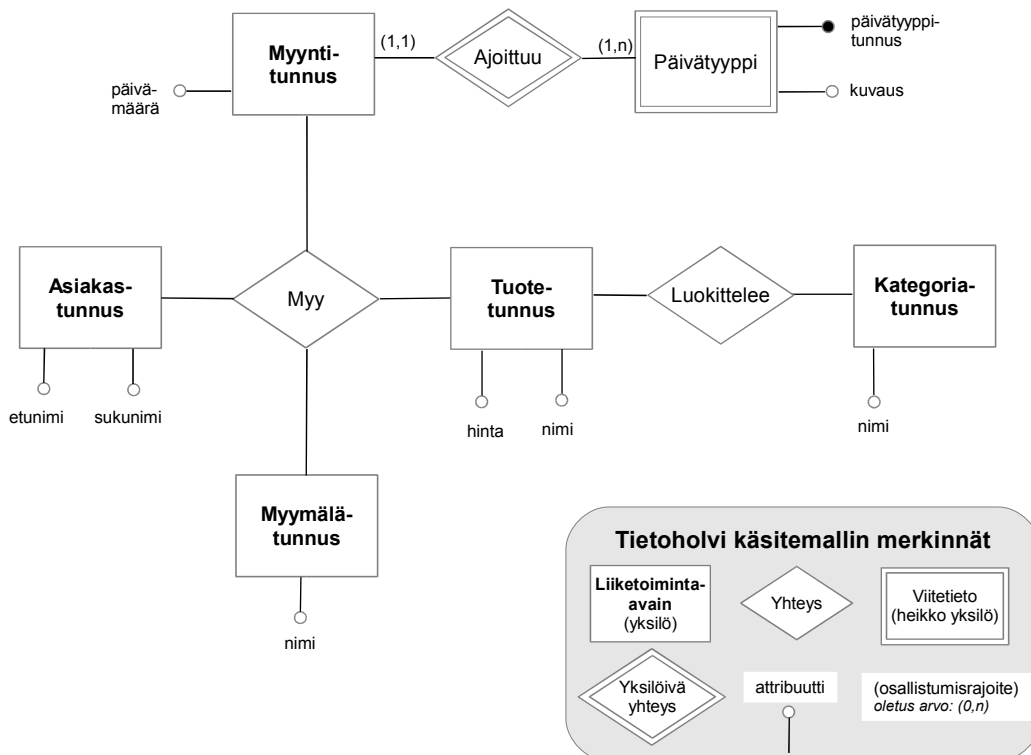 Myynti-
tunnus
(1,1)
Ajoittuu
(1,n)
Päivätyyppi
päivätyyppi-
tunnus
kuvaus
päivä-
määrä
Asiakas-
tunnus
Myy
Tuote-
tunnus
Luokittelee
Kategoria-
tunnus
etunimi
sukunimi
hinta
nimi
nimi
Myymälä-
tunnus
nimi
Tietoholvi käsitemallin merkinnät
Liiketoiminta-
avain
(yksilö)
Yhteys
Viitetieto
(heikko yksilö)
Yksilöivä
yhteys
attribuutti
(osallistumisrajoite)
oletus arvo: (0,n)